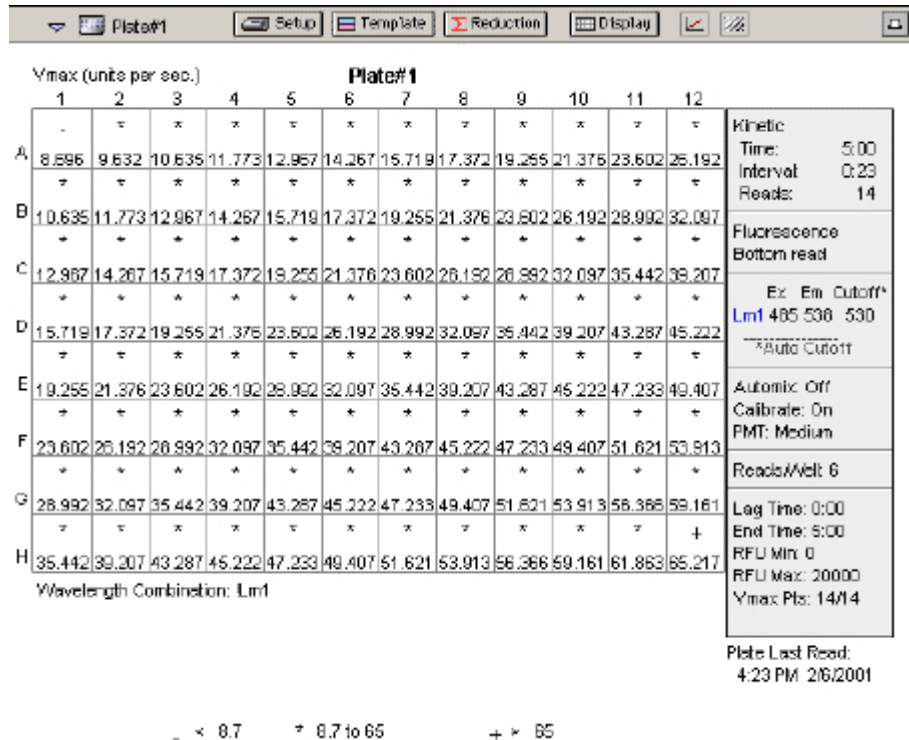 Plate#1 Setup Template Reduction Display
Vmax (units per sec.) Plate#1
1 2 3 4 5 6 7 8 9 10 11 12
- * * * * * * * * * * *
A 8.696 9.632 10.635 11.773 12.967 14.267 15.719 17.372 19.255 21.376 23.602 26.192
* * * * * * * * * * * *
B 10.635 11.773 12.967 14.267 15.719 17.372 19.255 21.376 23.602 26.192 28.992 32.097
* * * * * * * * * * * *
C 12.967 14.267 15.719 17.372 19.255 21.376 23.602 26.192 28.992 32.097 35.442 39.207
* * * * * * * * * * * *
D 15.719 17.372 19.255 21.376 23.602 26.192 28.992 32.097 35.442 39.207 43.287 45.222
* * * * * * * * * * * *
E 19.255 21.376 23.602 26.192 28.992 32.097 35.442 39.207 43.287 45.222 47.233 49.407
* * * * * * * * * * * *
F 23.602 26.192 28.992 32.097 35.442 39.207 43.287 45.222 47.233 49.407 51.621 53.913
* * * * * * * * * * * *
G 28.992 32.097 35.442 39.207 43.287 45.222 47.233 49.407 51.621 53.913 56.366 59.161
* * * * * * * * * * * +
H 35.442 39.207 43.287 45.222 47.233 49.407 51.621 53.913 56.366 59.161 61.863 65.217
Wavelength Combination: !Lm1
Kinetic
Time: 5:00
Interval: 0:23
Reads: 14
Fluorescence
Bottom read
Ex Em Cutoff*
Lm1 485 538 530
*Auto Cutoff
Automix: Off
Calibrate: On
PMT: Medium
Reads/Well: 6
Lag Time: 0:00
End Time: 5:00
RFU Min: 0
RFU Max: 20000
Vmax Pts: 14/14
Plate Last Read:
4:23 PM 2/6/2001
- < 8.7 * 8.7 to 65 + > 65